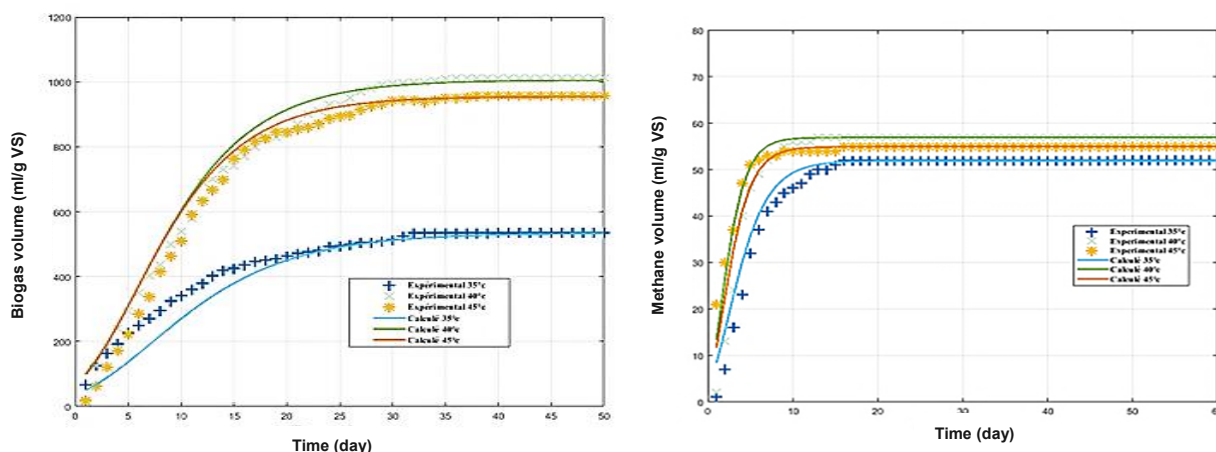 1200
1000
800
600
400
200
0
0 5 10 15 20 25 30 35 40 45 50
Biogas volume (ml/g VS)
Time (day)
Expérimental 35°c
Expérimental 40°c
Expérimental 45°c
Calculé 35°c
Calculé 40°c
Calculé 45°c
80
70
60
50
40
30
20
10
0
0 10 20 30 40 50 60
Methane volume (ml/g VS)
Time (day)
Experimental 35°c
Experimental 40°c
Experimental 45°c
Calculé 35°c
Calculé 40°c
Calculé 45°c